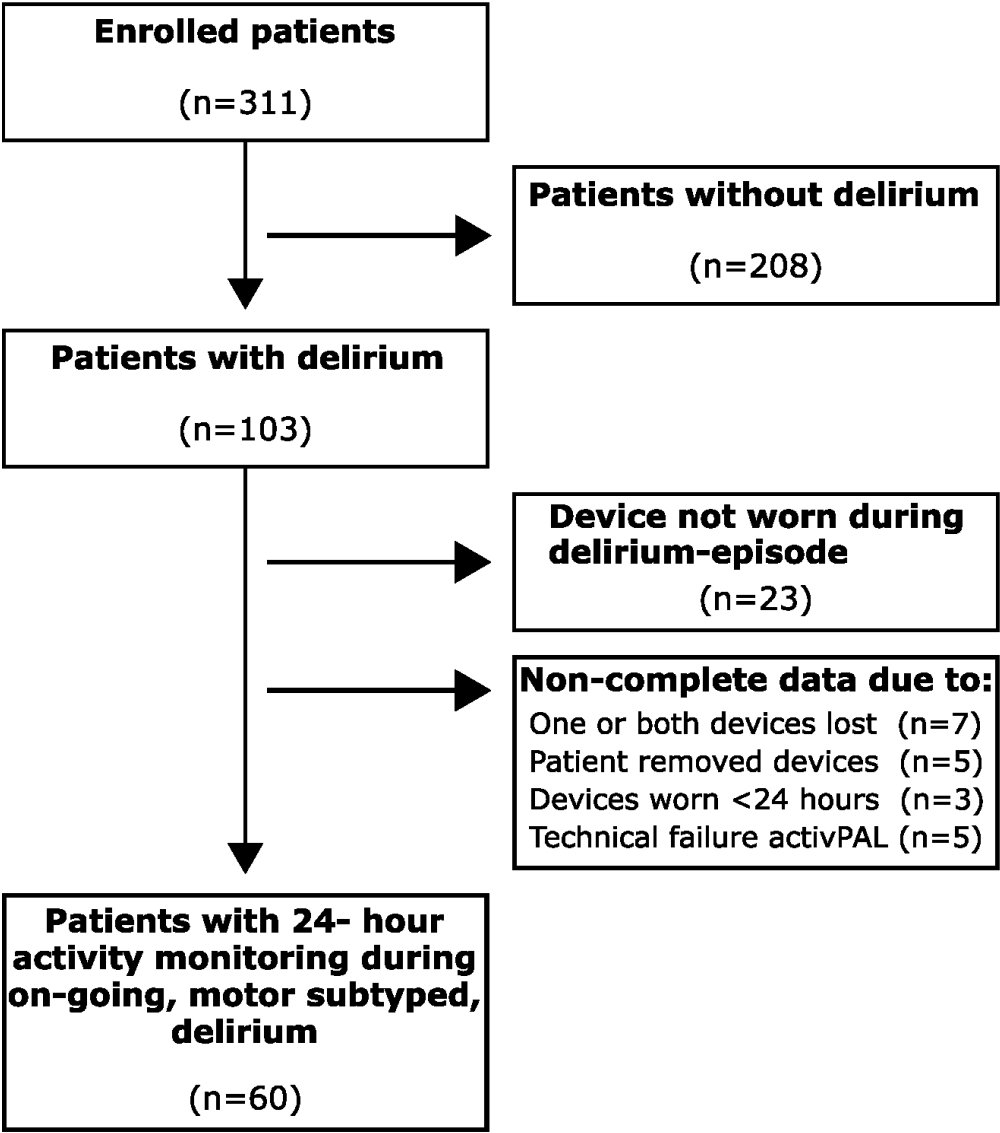 Enrolled patients
(n=311)
Patients without delirium
(n=208)
Patients with delirium
(n=103)
Device not worn during
delirium-episode
(n=23)
Non-complete data due to:
One or both devices lost (n=7)
Patient removed devices (n=5)
Devices worn <24 hours (n=3)
Technical failure activPAL (n=5)
Patients with 24- hour
activity monitoring during
on-going, motor subtyped,
delirium
(n=60)